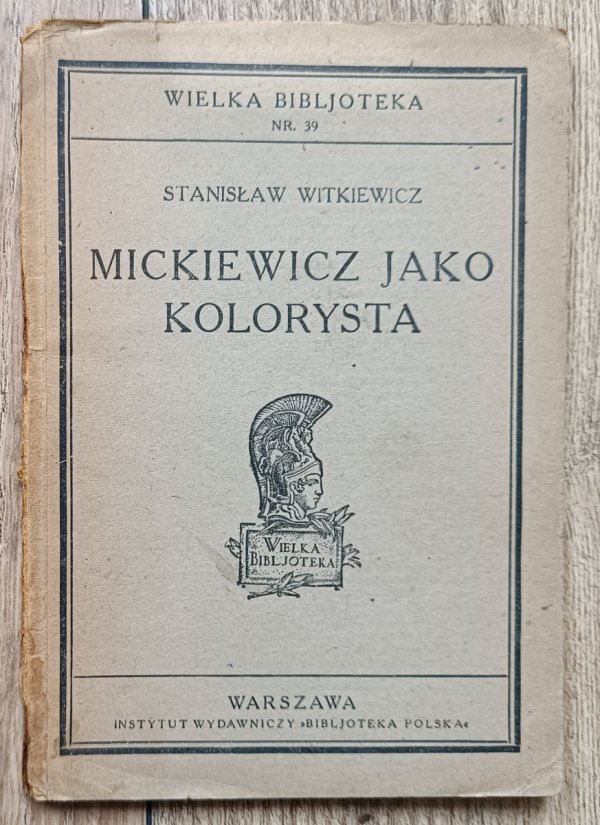 WIELKA BIBLJOTEKA
NR. 39
STANISŁAW WITKIEWICZ
MICKIEWICZ JAKO
KOLORYSTA
WIELKA
BIBLJOTEKA
WARSZAWA
INSTYTUT WYDAWNICZY »BIBLJOTEKA POLSKA«